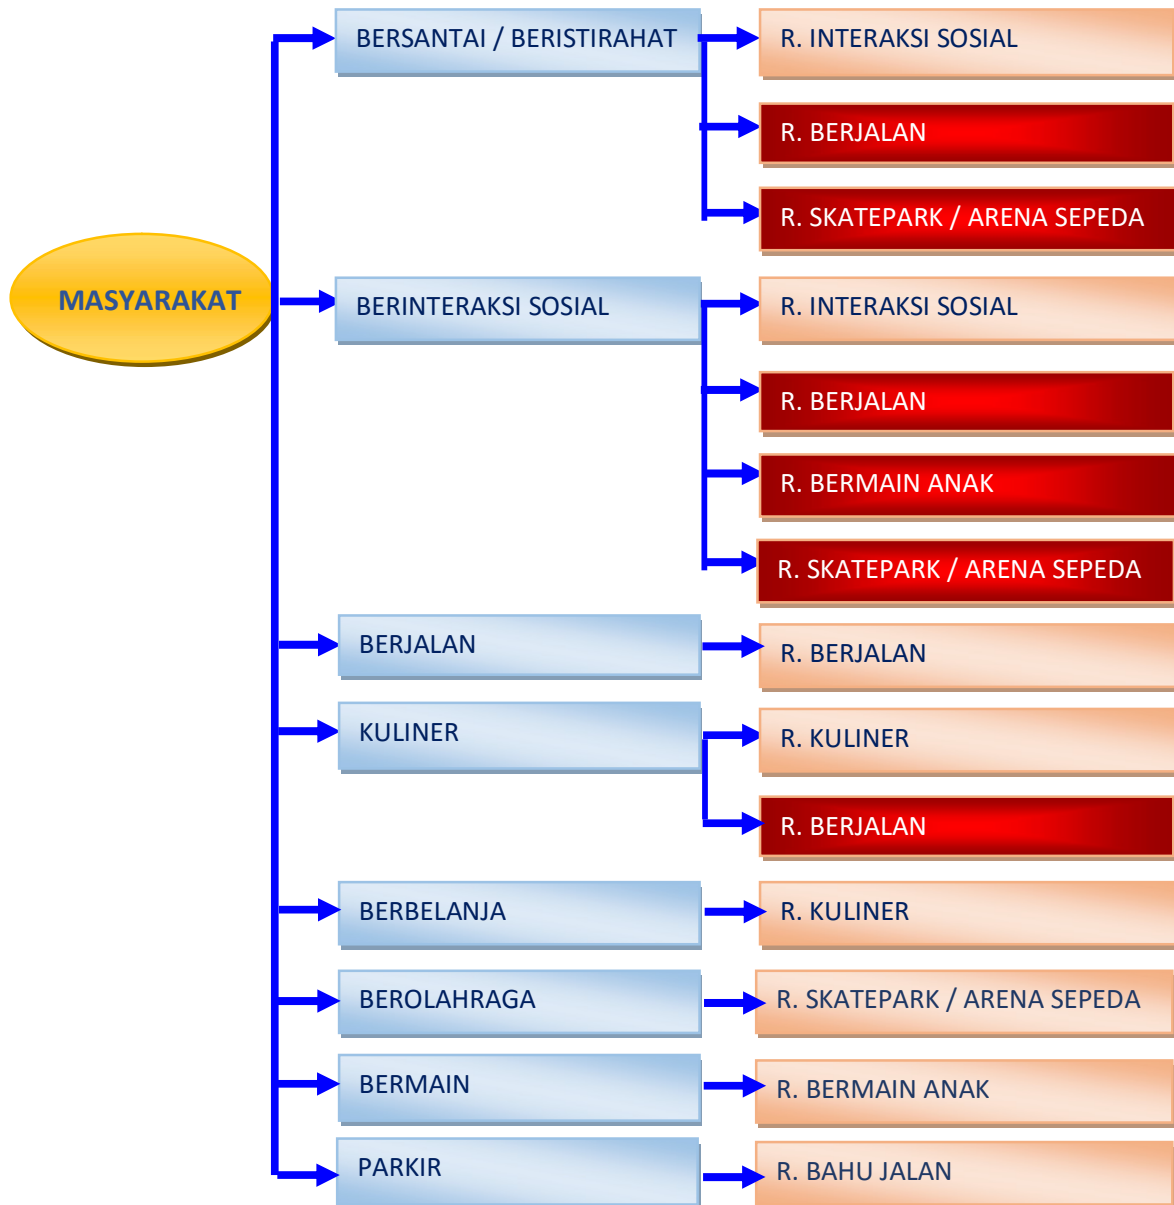 BERSANTAI / BERISTIRAHAT
R. INTERAKSI SOSIAL
R. BERJALAN
R. SKATEPARK / ARENA SEPEDA
MASYARAKAT
BERINTERAKSI SOSIAL
R. INTERAKSI SOSIAL
R. BERJALAN
R. BERMAIN ANAK
R. SKATEPARK / ARENA SEPEDA
BERJALAN
R. BERJALAN
KULINER
R. KULINER
R. BERJALAN
BERBELANJA
R. KULINER
BEROLAHRAGA
R. SKATEPARK / ARENA SEPEDA
BERMAIN
R. BERMAIN ANAK
PARKIR
R. BAHU JALAN